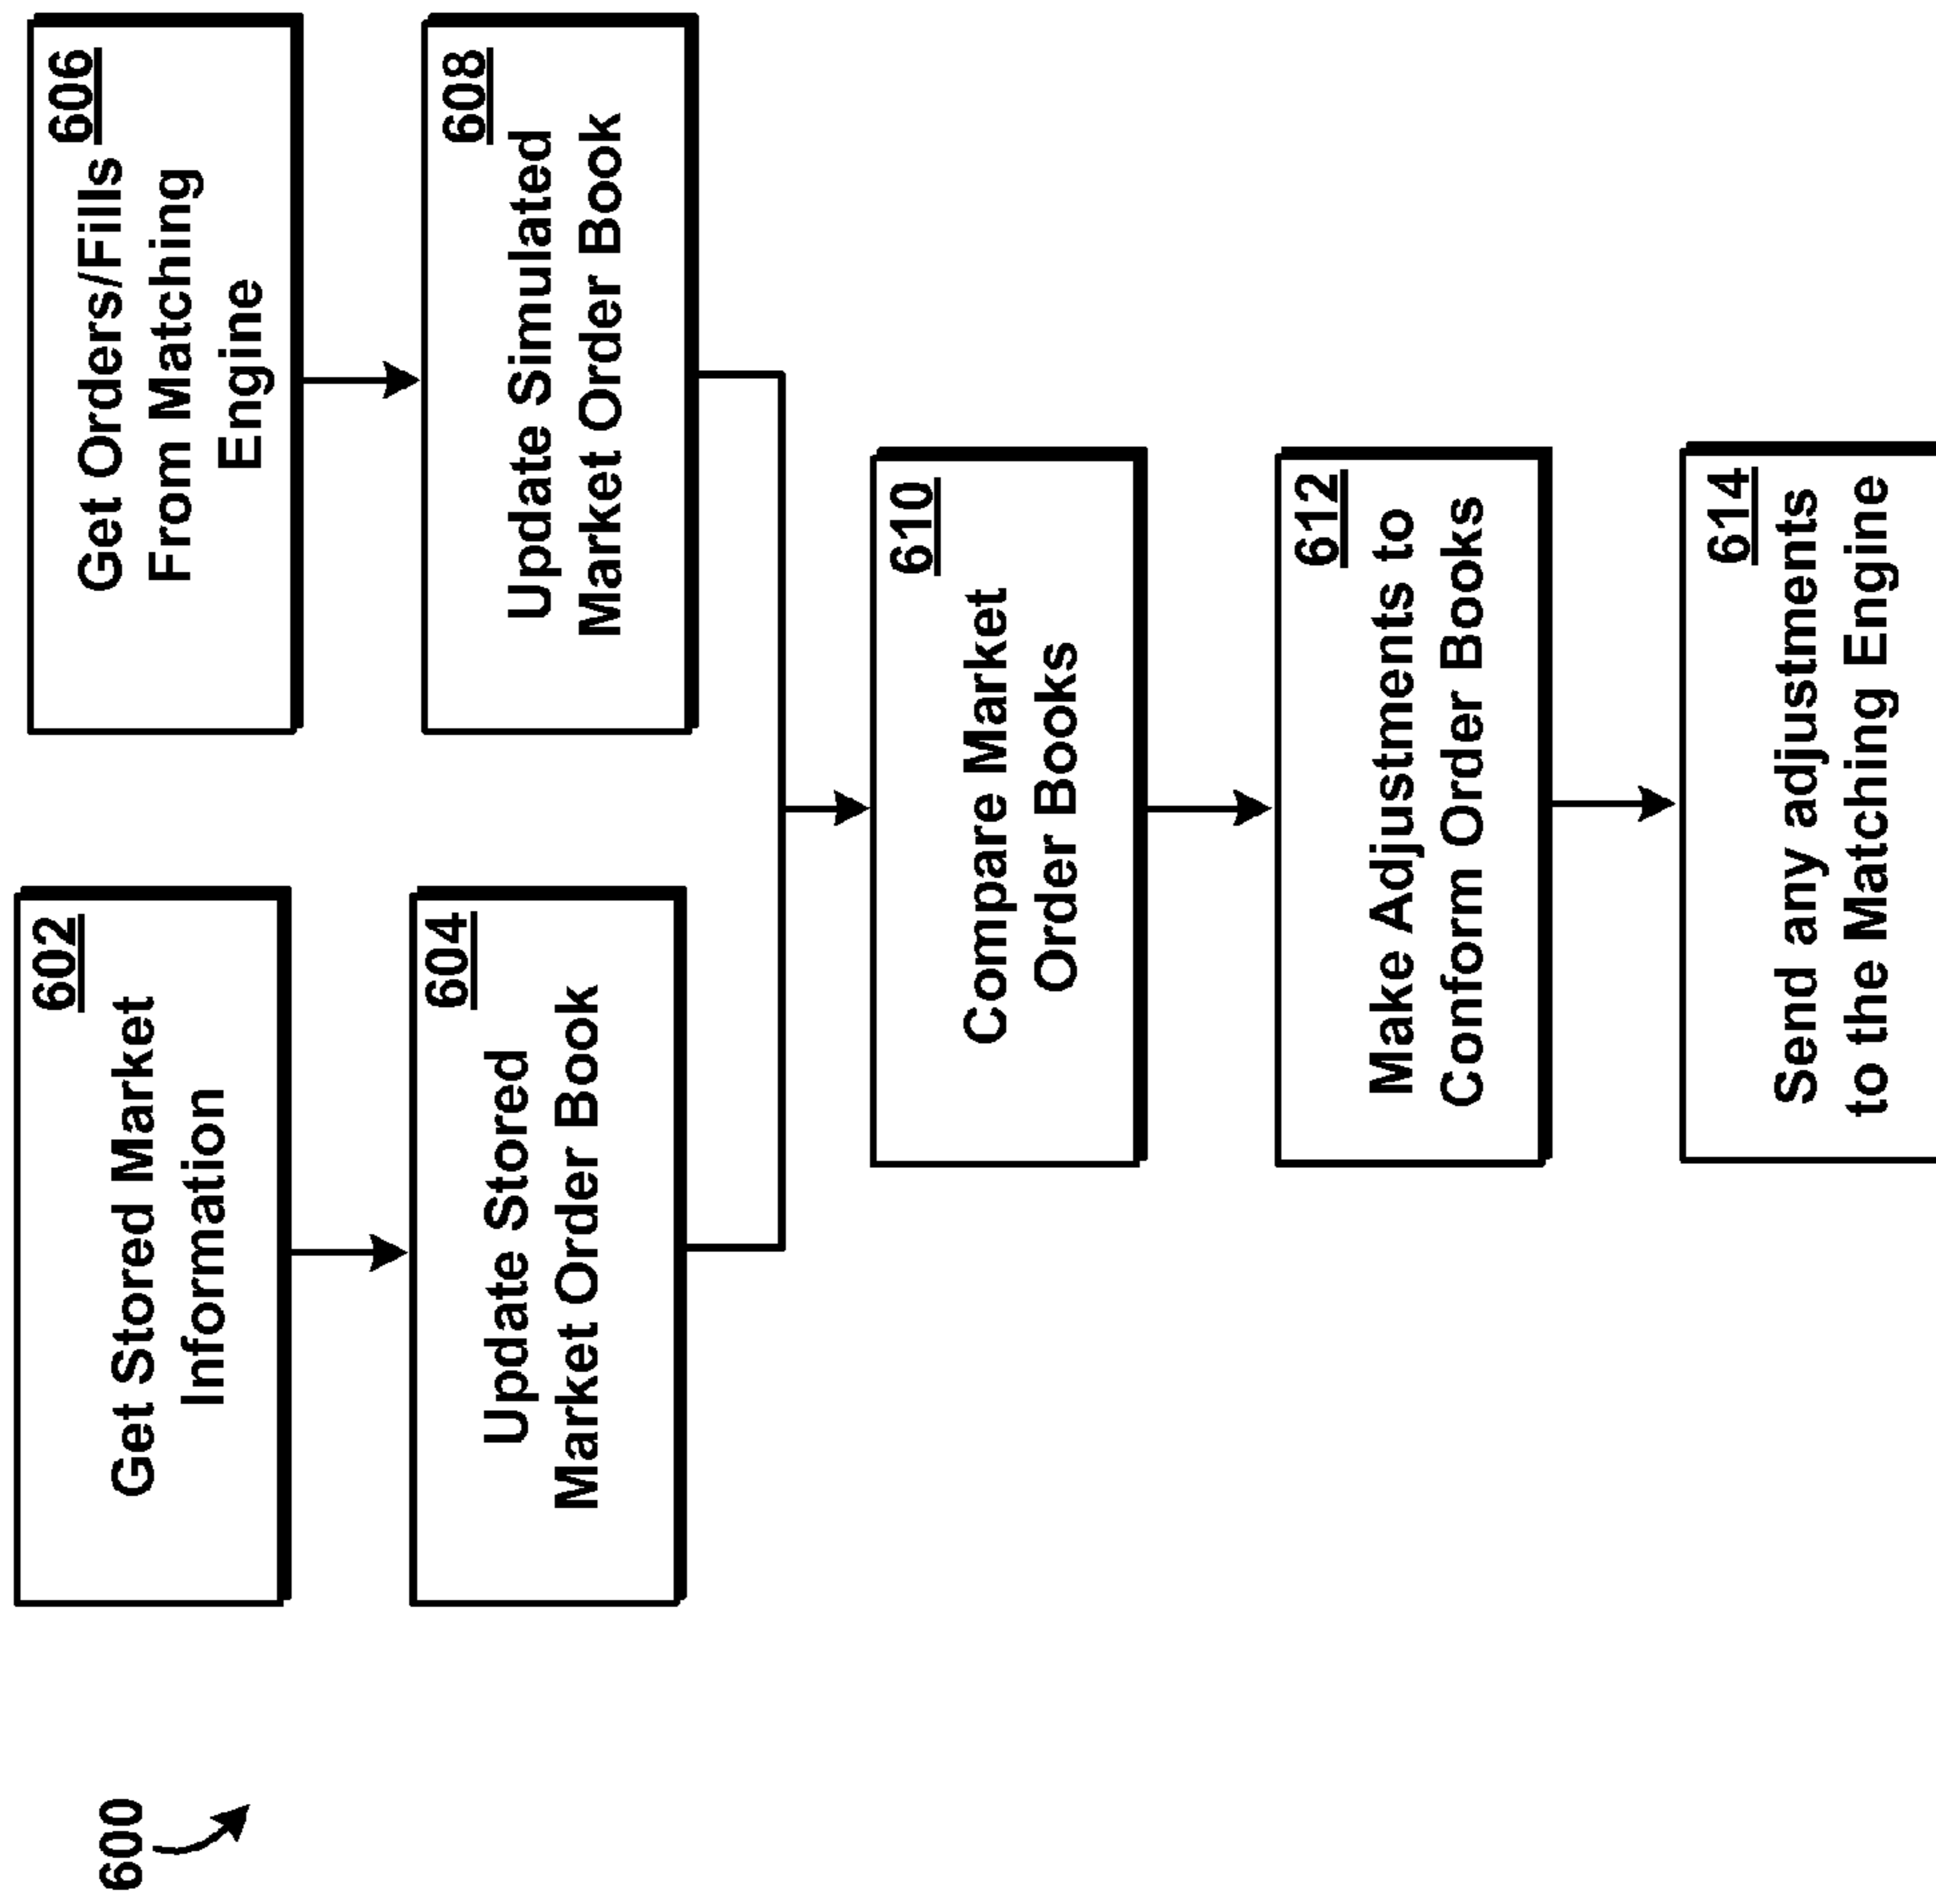 600
602
Get Stored Market
Information
606
Get Orders/Fills
From Matching
Engine
604
Update Stored
Market Order Book
608
Update Simulated
Market Order Book
610
Compare Market
Order Books
612
Make Adjustments to
Conform Order Books
614
Send any adjustments
to the Matching Engine